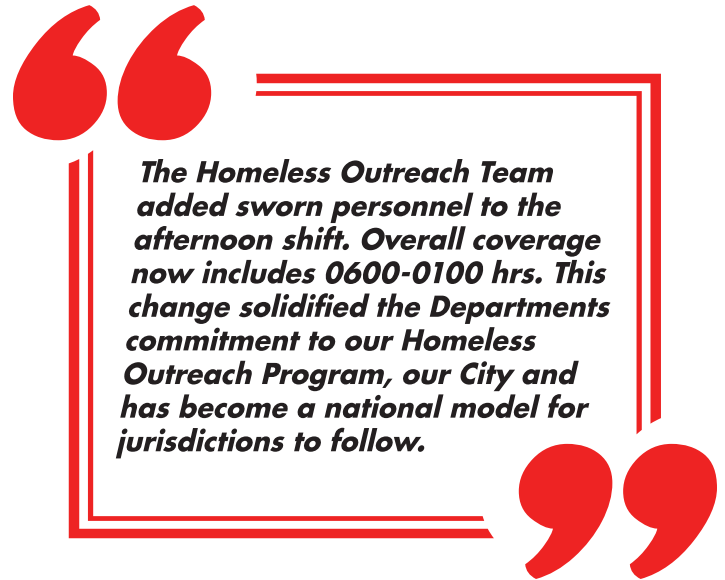 The Homeless Outreach Team
added sworn personnel to the
afternoon shift. Overall coverage
now includes 0600-0100 hrs. This
change solidified the Departments
commitment to our Homeless
Outreach Program, our City and
has become a national model for
jurisdictions to follow.